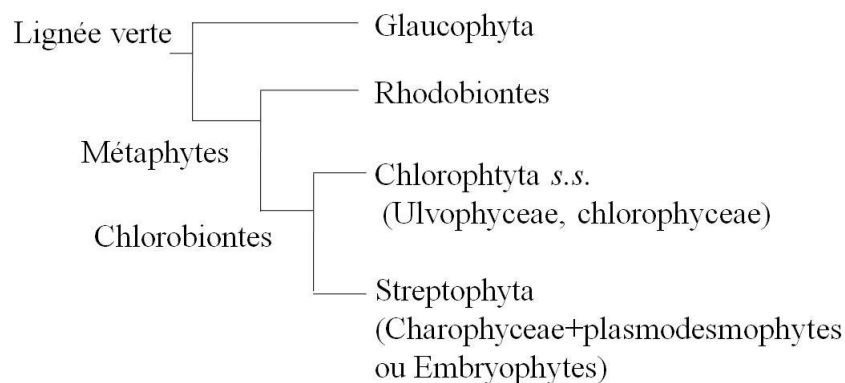 Lignée verte
Glaucophyta
Rhodobiontes
Métaphytes
Chlorophtyta s.s.
(Ulvophyceae, chlorophyceae)
Chlorobiontes
Streptophyta
(Charophyceae+plasmodesmophytes
ou Embryophytes)